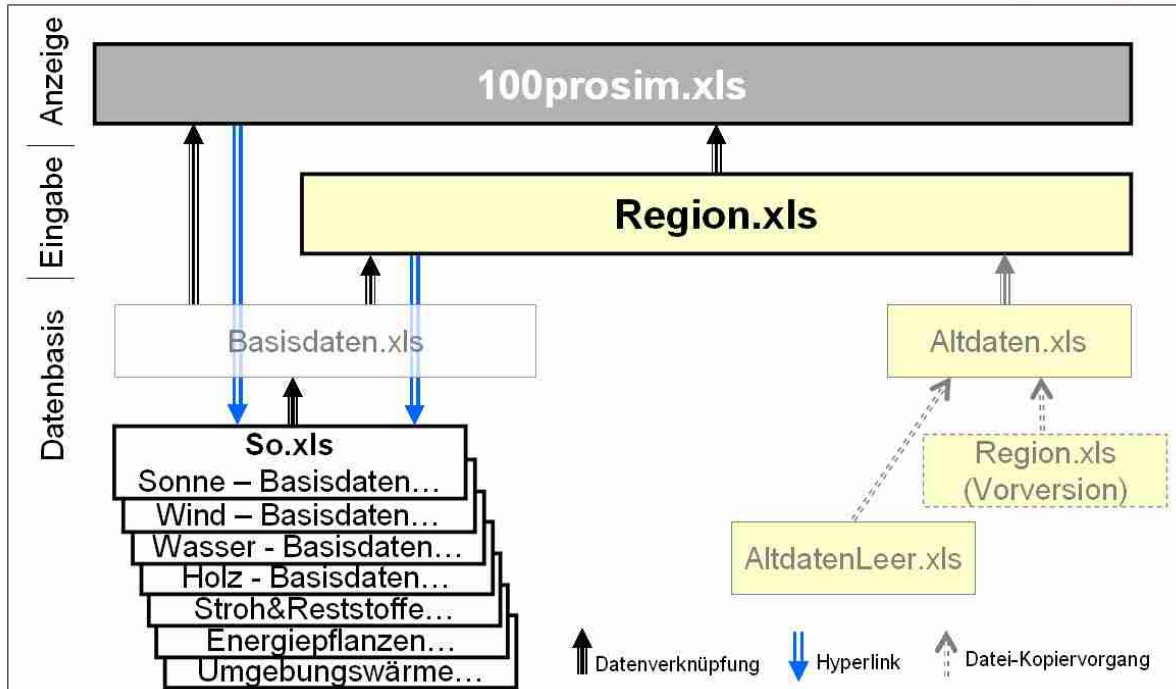 Anzeige
100prosim.xls
Eingabe
Region.xls
Datenbasis
Basisdaten.xls
Altdaten.xls
So.xls
Sonne – Basisdaten…
Wind – Basisdaten…
Wasser - Basisdaten…
Holz - Basisdaten…
Stroh&Reststoffe…
Energiepflanzen…
Umgebungswärme…
Region.xls
(Vorversion)
AltdatenLeer.xls
Datenverknüpfung
Hyperlink
Datei-Kopiervorgang